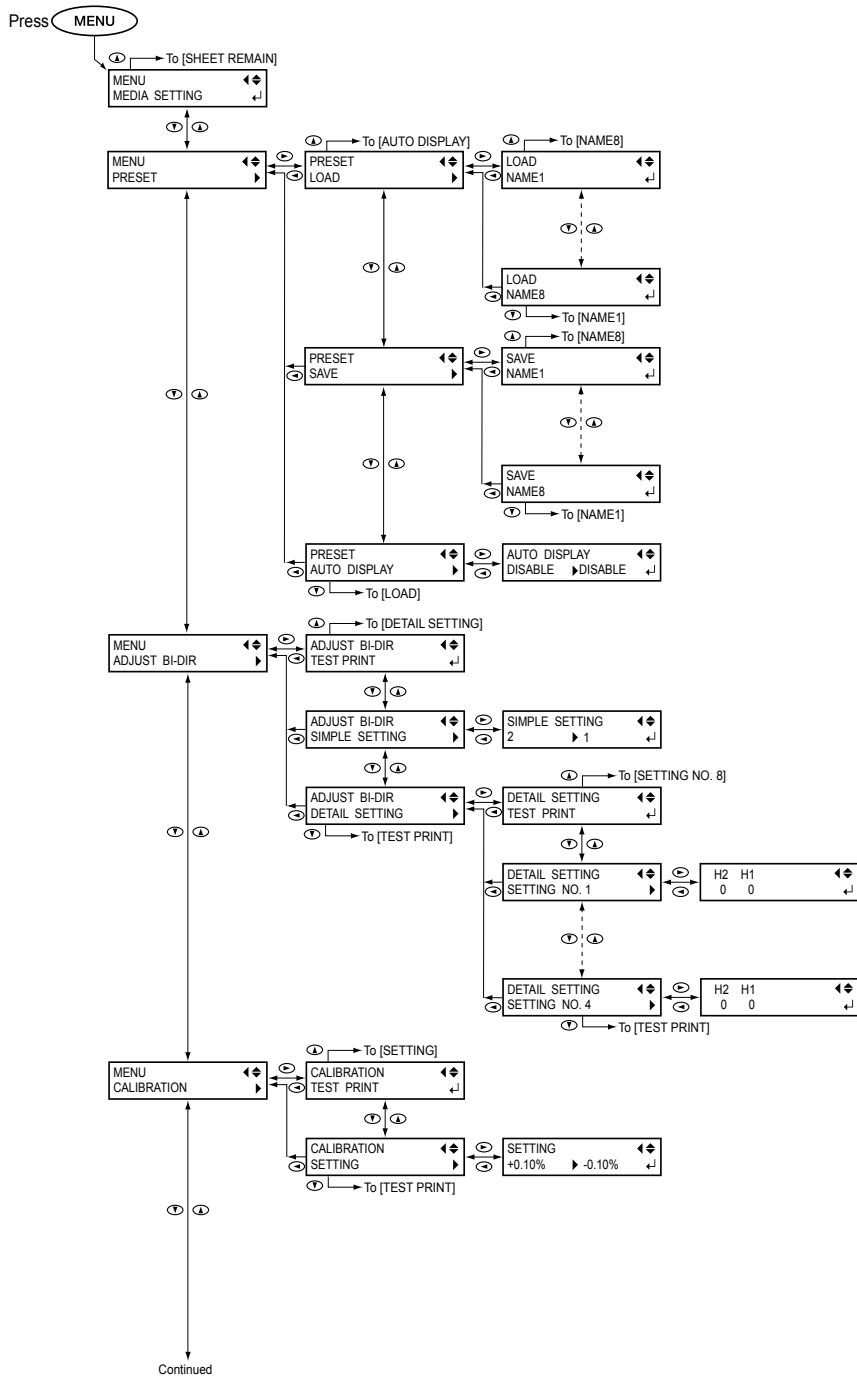 Press MENU
To [SHEET REMAIN]
MENU
MEDIA SETTING
MENU
PRESET
To [AUTO DISPLAY]
PRESET
LOAD
To [NAME8]
LOAD
NAME1
LOAD
NAME8
To [NAME1]
PRESET
SAVE
To [NAME8]
SAVE
NAME1
SAVE
NAME8
To [NAME1]
PRESET
AUTO DISPLAY
To [LOAD]
AUTO DISPLAY
DISABLE DISABLE
MENU
ADJUST BI-DIR
To [DETAIL SETTING]
ADJUST BI-DIR
TEST PRINT
ADJUST BI-DIR
SIMPLE SETTING
SIMPLE SETTING
2 1
ADJUST BI-DIR
DETAIL SETTING
To [TEST PRINT]
To [SETTING NO. 8]
DETAIL SETTING
TEST PRINT
DETAIL SETTING
SETTING NO. 1
H2 H1
0 0
DETAIL SETTING
SETTING NO. 4
H2 H1
0 0
To [TEST PRINT]
MENU
CALIBRATION
To [SETTING]
CALIBRATION
TEST PRINT
CALIBRATION
SETTING
SETTING
+0.10% -0.10%
To [TEST PRINT]
Continued